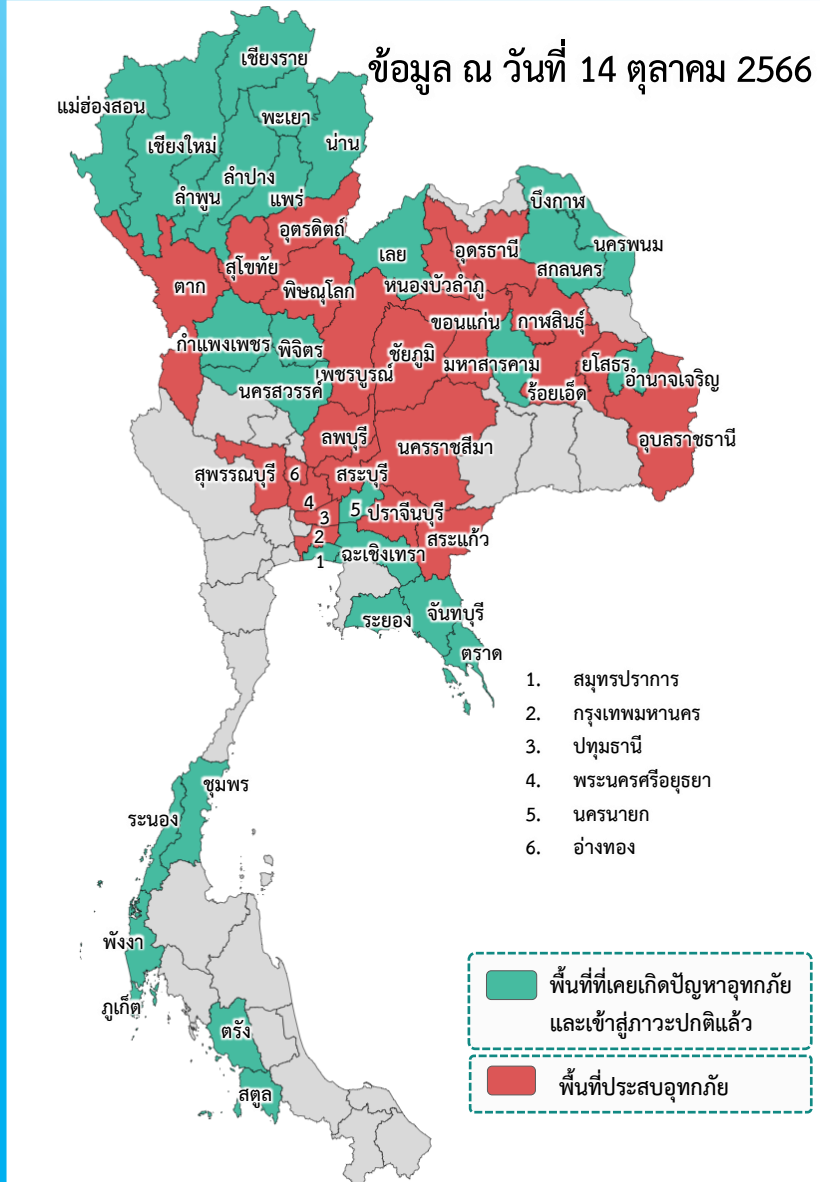 ข้อมูล ณ วันที่ 14 ตุลาคม 2566
เชียงราย
แม่ฮ่องสอน
พะเยา
เชียงใหม่
น่าน
ลำปาง
ลำพูน
แพร่
บึงกาฬ
อุตรดิตถ์
นครพนม
เลย
อุดรธานี
สุโขทัย
สกลนคร
ตาก
พิษณุโลก
หนองบัวลำภู
ขอนแก่น
กาฬสินธุ์
กำแพงเพชร
พิจิตร
ชัยภูมิ
มหาสารคาม
ยโสธร
เพชรบูรณ์
อำนาจเจริญ
นครสวรรค์
ร้อยเอ็ด
ลพบุรี
นครราชสีมา
อุบลราชธานี
สุพรรณบุรี
6
สระบุรี
4
5
ปราจีนบุรี
3
2
สระแก้ว
1
ฉะเชิงเทรา
ระยอง
จันทบุรี
ตราด
1. สมุทรปราการ
2. กรุงเทพมหานคร
3. ปทุมธานี
4. พระนครศรีอยุธยา
5. นครนายก
6. อ่างทอง
ชุมพร
ระนอง
พังงา
ภูเก็ต
ตรัง
สตูล
พื้นที่ที่เคยเกิดปัญหาอุทกภัย
และเข้าสู่ภาวะปกติแล้ว
พื้นที่ประสบอุทกภัย